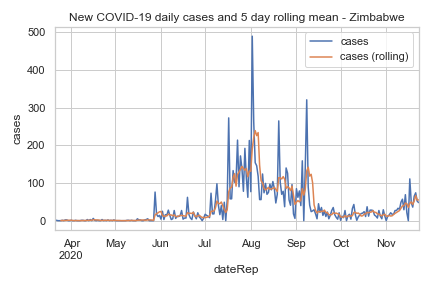 New COVID-19 daily cases and 5 day rolling mean - Zimbabwe
cases
cases (rolling)
500
400
300
200
100
0
cases
Apr
2020
May
Jun
Jul
Aug
Sep
Oct
Nov
dateRep